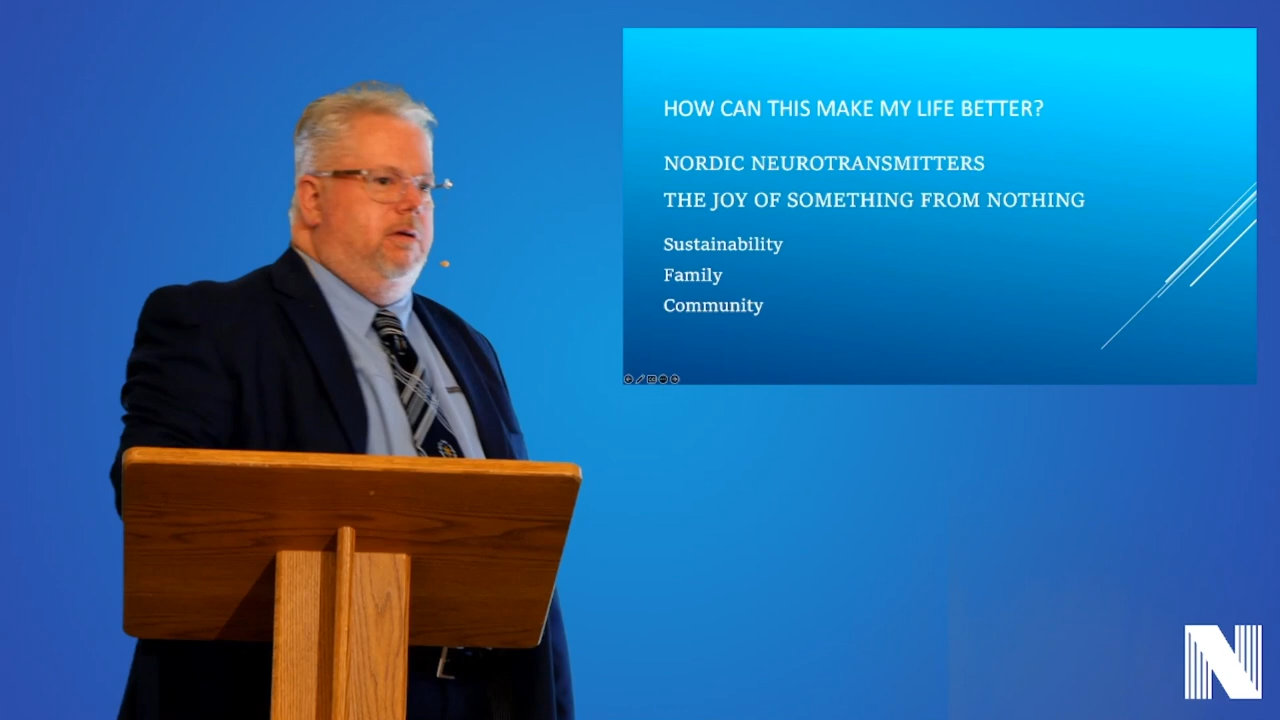 HOW CAN THIS MAKE MY LIFE BETTER?
NORDIC NEUROTRANSMITTERS
THE JOY OF SOMETHING FROM NOTHING
Sustainability
Family
Community
N